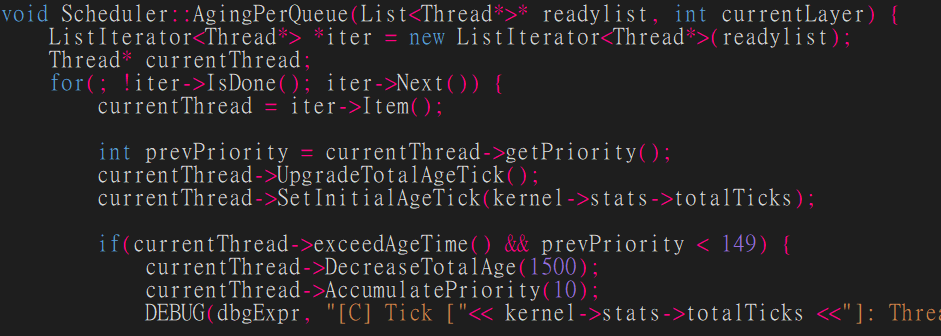 void Scheduler::AgingPerQueue(List<Thread*>* readylist, int currentLayer) {
    ListIterator<Thread*> *iter = new ListIterator<Thread*>(readylist);
    Thread* currentThread;
    for(; !iter->IsDone(); iter->Next()) {
        currentThread = iter->Item();

        int prevPriority = currentThread->getPriority();
        currentThread->UpgradeTotalAgeTick();
        currentThread->SetInitialAgeTick(kernel->stats->totalTicks);

        if(currentThread->exceedAgeTime() && prevPriority < 149) {
            currentThread->DecreaseTotalAge(1500);
            currentThread->AccumulatePriority(10);
            DEBUG(dbgExpr, "[C] Tick ["<< kernel->stats->totalTicks <<"]: Threa